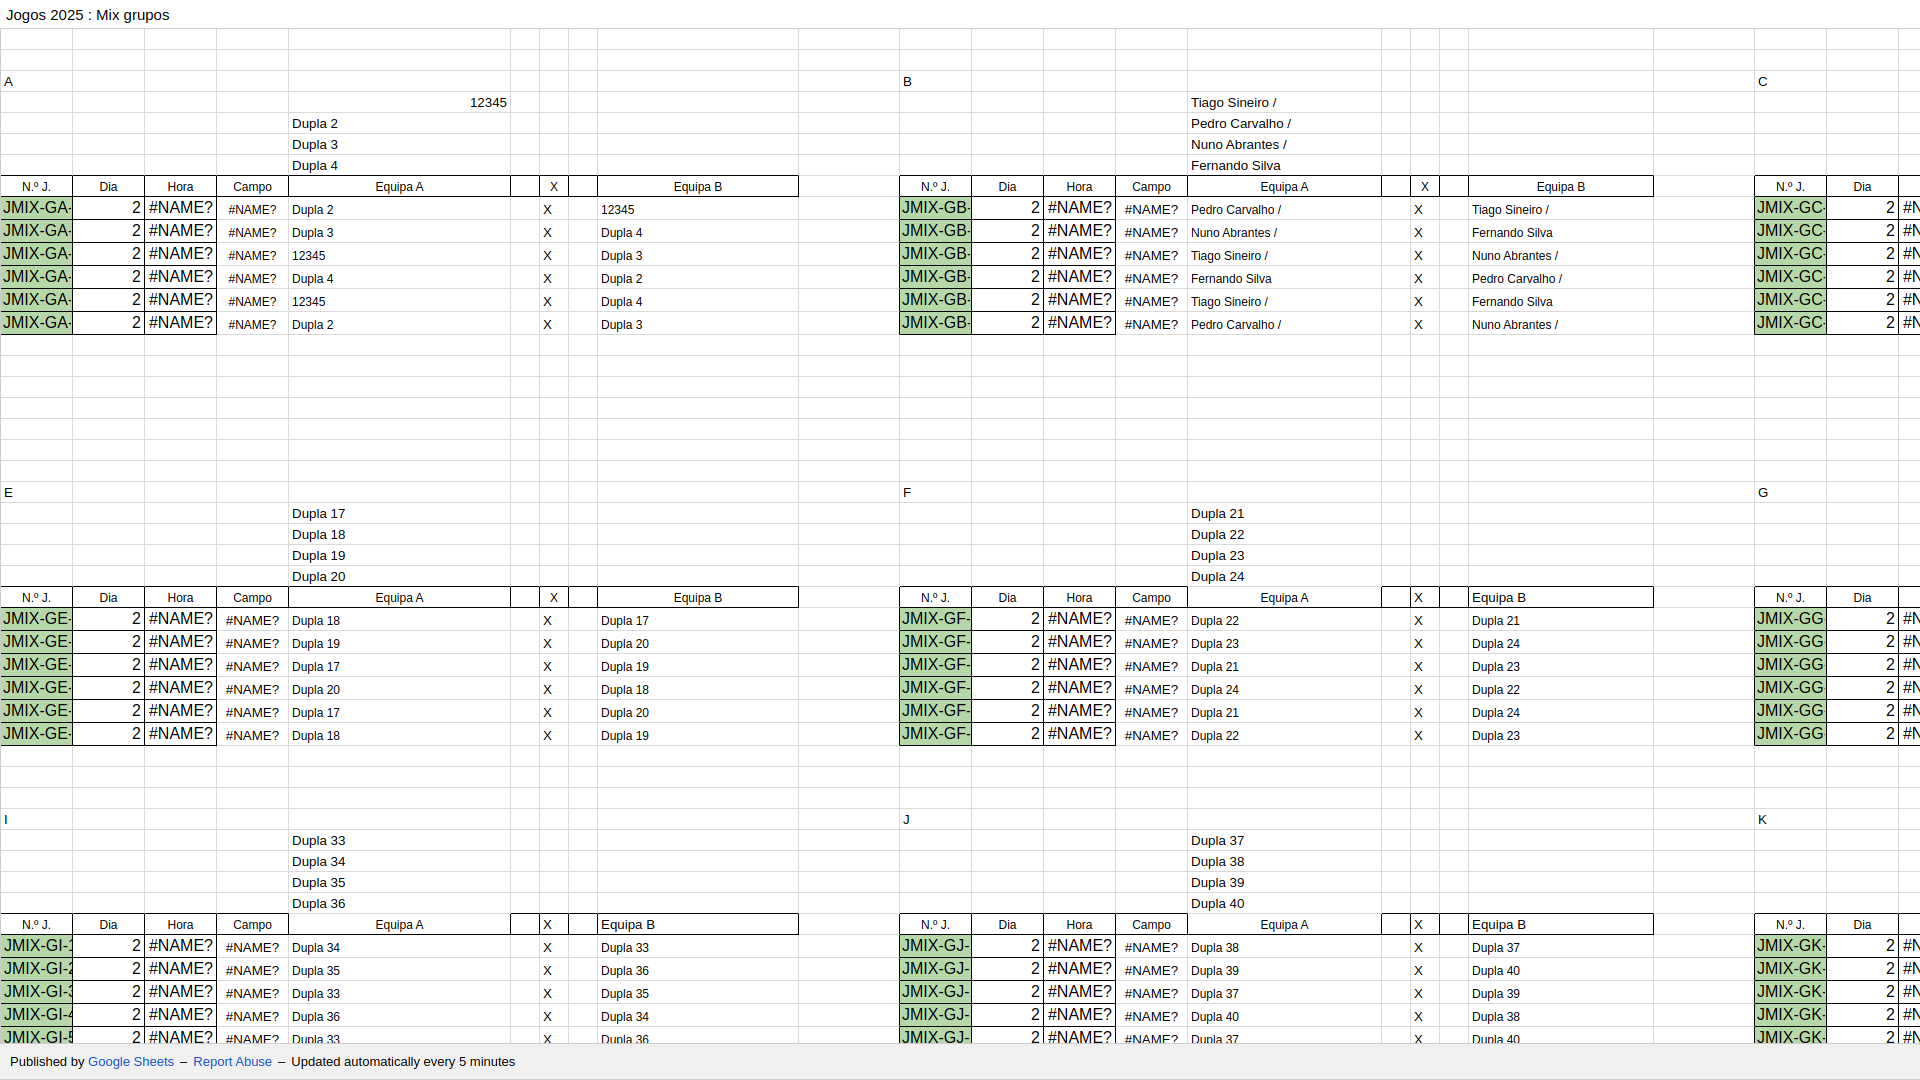 Jogos 2025 : Mix grupos
A B C
12345 Tiago Sineiro /
Dupla 2 Pedro Carvalho /
Dupla 3 Nuno Abrantes /
Dupla 4 Fernando Silva
N.º J. Dia Hora Campo Equipa A X Equipa B N.º J. Dia Hora Campo Equipa A X Equipa B N.º J. Dia
JMIX-GA- 2 #NAME? #NAME? Dupla 2 X 12345 JMIX-GB- 2 #NAME? #NAME? Pedro Carvalho / X Tiago Sineiro / JMIX-GC- 2 #N
JMIX-GA- 2 #NAME? #NAME? Dupla 3 X Dupla 4 JMIX-GB- 2 #NAME? #NAME? Nuno Abrantes / X Fernando Silva JMIX-GC- 2 #N
JMIX-GA- 2 #NAME? #NAME? 12345 X Dupla 3 JMIX-GB- 2 #NAME? #NAME? Tiago Sineiro / X Nuno Abrantes / JMIX-GC- 2 #N
JMIX-GA- 2 #NAME? #NAME? Dupla 4 X Dupla 2 JMIX-GB- 2 #NAME? #NAME? Fernando Silva X Pedro Carvalho / JMIX-GC- 2 #N
JMIX-GA- 2 #NAME? #NAME? 12345 X Dupla 4 JMIX-GB- 2 #NAME? #NAME? Tiago Sineiro / X Fernando Silva JMIX-GC- 2 #N
JMIX-GA- 2 #NAME? #NAME? Dupla 2 X Dupla 3 JMIX-GB- 2 #NAME? #NAME? Pedro Carvalho / X Nuno Abrantes / JMIX-GC- 2 #N
E F G
Dupla 17 Dupla 21
Dupla 18 Dupla 22
Dupla 19 Dupla 23
Dupla 20 Dupla 24
N.º J. Dia Hora Campo Equipa A X Equipa B N.º J. Dia Hora Campo Equipa A X Equipa B N.º J. Dia
JMIX-GE- 2 #NAME? #NAME? Dupla 18 X Dupla 17 JMIX-GF- 2 #NAME? #NAME? Dupla 22 X Dupla 21 JMIX-GG 2 #N
JMIX-GE- 2 #NAME? #NAME? Dupla 19 X Dupla 20 JMIX-GF- 2 #NAME? #NAME? Dupla 23 X Dupla 24 JMIX-GG 2 #N
JMIX-GE- 2 #NAME? #NAME? Dupla 17 X Dupla 19 JMIX-GF- 2 #NAME? #NAME? Dupla 21 X Dupla 23 JMIX-GG 2 #N
JMIX-GE- 2 #NAME? #NAME? Dupla 20 X Dupla 18 JMIX-GF- 2 #NAME? #NAME? Dupla 24 X Dupla 22 JMIX-GG 2 #N
JMIX-GE- 2 #NAME? #NAME? Dupla 17 X Dupla 20 JMIX-GF- 2 #NAME? #NAME? Dupla 21 X Dupla 24 JMIX-GG 2 #N
JMIX-GE- 2 #NAME? #NAME? Dupla 18 X Dupla 19 JMIX-GF- 2 #NAME? #NAME? Dupla 22 X Dupla 23 JMIX-GG 2 #N
I J K
Dupla 33 Dupla 37
Dupla 34 Dupla 38
Dupla 35 Dupla 39
Dupla 36 Dupla 40
N.º J. Dia Hora Campo Equipa A X Equipa B N.º J. Dia Hora Campo Equipa A X Equipa B N.º J. Dia
JMIX-GI-1 2 #NAME? #NAME? Dupla 34 X Dupla 33 JMIX-GJ- 2 #NAME? #NAME? Dupla 38 X Dupla 37 JMIX-GK- 2 #N
JMIX-GI-2 2 #NAME? #NAME? Dupla 35 X Dupla 36 JMIX-GJ- 2 #NAME? #NAME? Dupla 39 X Dupla 40 JMIX-GK- 2 #N
JMIX-GI-3 2 #NAME? #NAME? Dupla 33 X Dupla 35 JMIX-GJ- 2 #NAME? #NAME? Dupla 37 X Dupla 39 JMIX-GK- 2 #N
JMIX-GI-4 2 #NAME? #NAME? Dupla 36 X Dupla 34 JMIX-GJ- 2 #NAME? #NAME? Dupla 40 X Dupla 38 JMIX-GK- 2 #N
JMIX-GI-5 2 #NAME? #NAME? Dupla 33 X Dupla 36 JMIX-GJ- 2 #NAME? #NAME? Dupla 37 X Dupla 40 JMIX-GK- 2 #N
Published by Google Sheets – Report Abuse – Updated automatically every 5 minutes